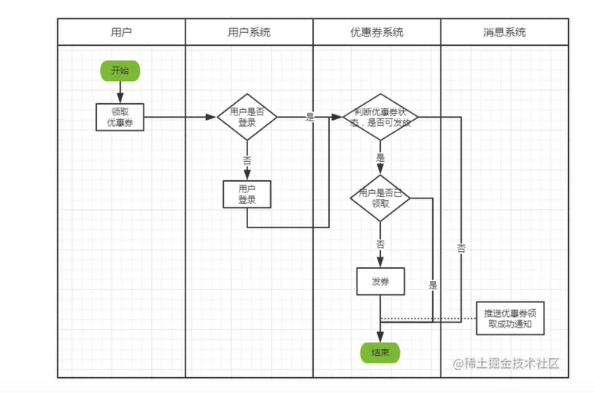 用户
用户系统
优惠券系统
消息系统
开始
领取
优惠券
用户是否
登录
是
判断优惠券状
态，是否可发放
否
是
用户
登录
用户是否已
领取
否
否
发券
是
推送优惠券领
取成功通知
结束
@稀土掘金技术社区